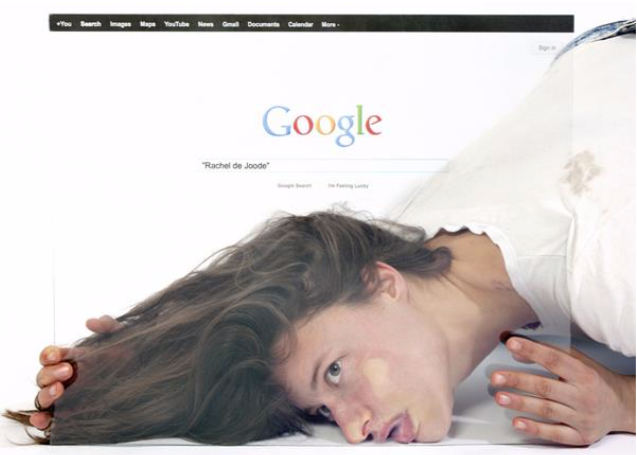 +You Search Images Maps YouTube News Gmail Documents Calendar More -
Sign in
Google
"Rachel de Joode"
Google Search I'm Feeling Lucky